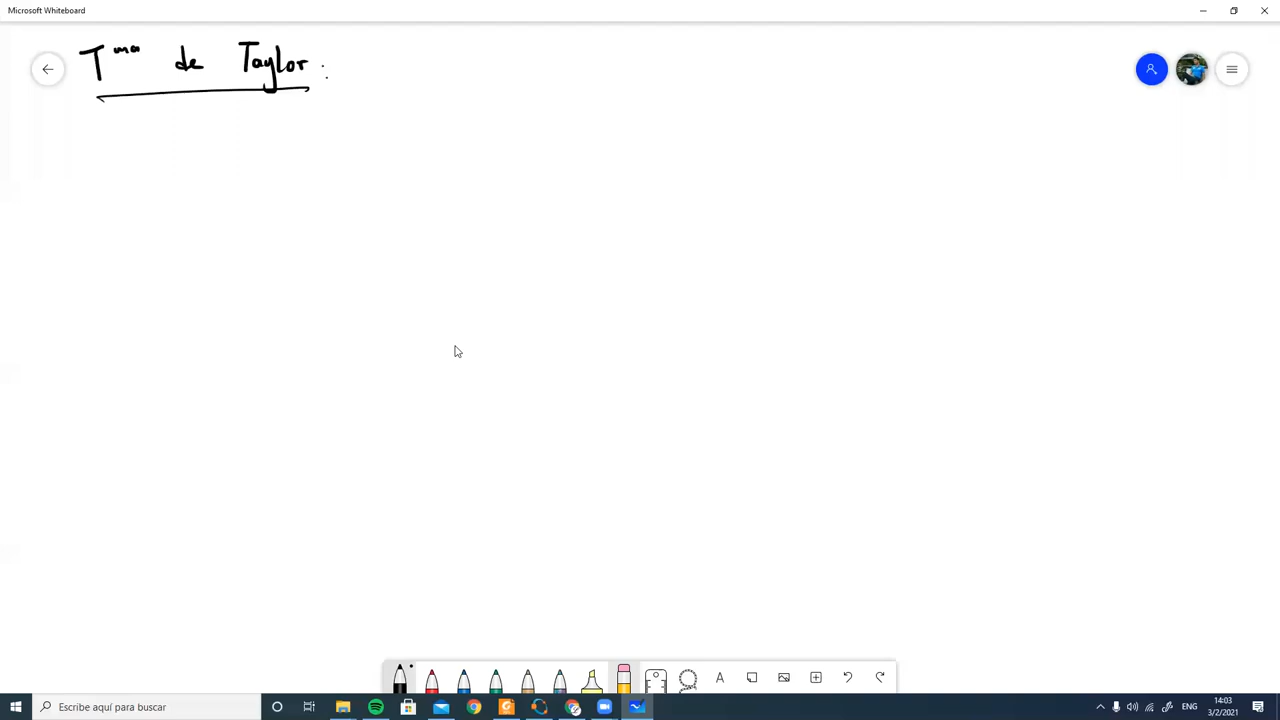 Microsoft Whiteboard
Tma de Taylor:
A
Escribe aquí para buscar
ENG
14:03
3/2/2021